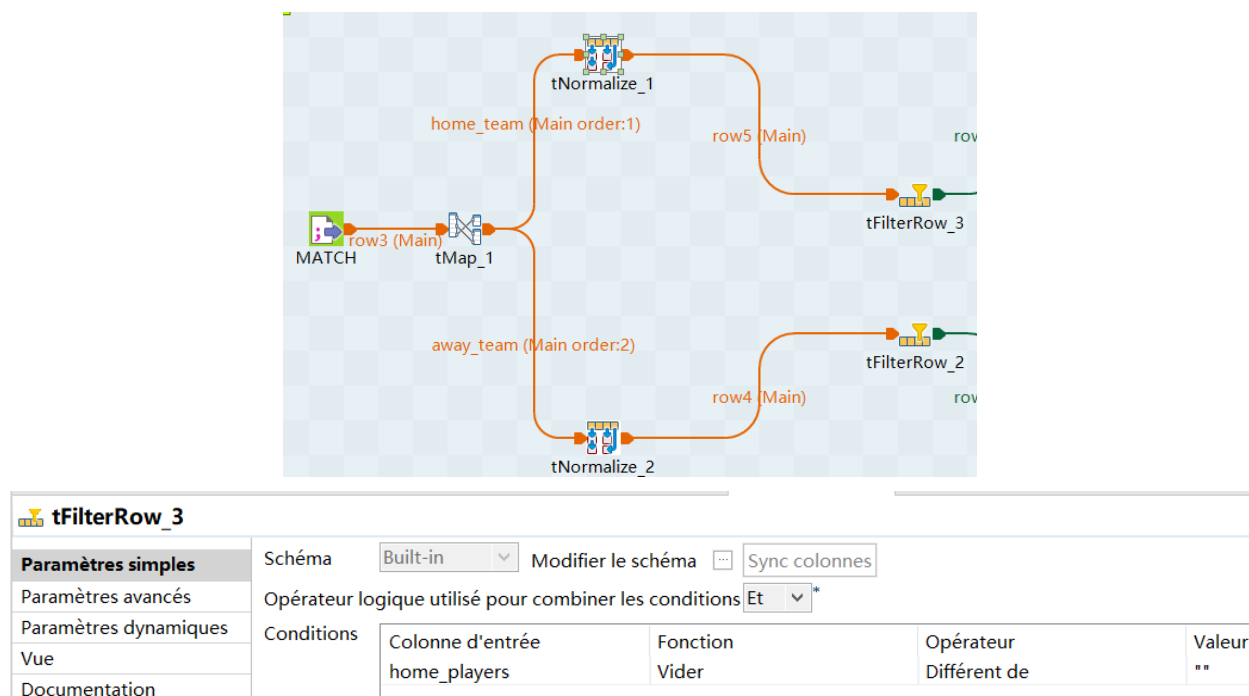 tNormalize_1
home_team (Main order:1)
row5 (Main)
row
tFilterRow_3
row3 (Main)
MATCH
tMap_1
away_team (Main order:2)
tFilterRow_2
row4 (Main)
row
tNormalize_2
tFilterRow_3
Paramètres simples
Schéma
Built-in
Modifier le schéma
Sync colonnes
Paramètres avancés
Opérateur logique utilisé pour combiner les conditions Et *
Paramètres dynamiques
Conditions
Colonne d'entrée Fonction Opérateur Valeur
Vue
home_players Vider Différent de ""
Documentation